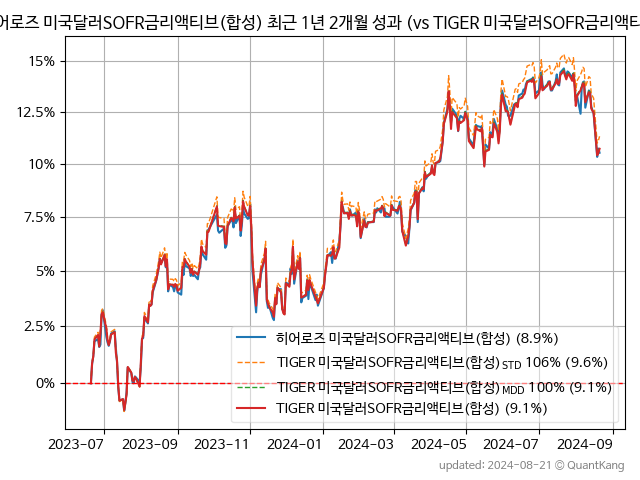 어로즈 미국달러SOFR금리액티브(합성) 최근 1년 2개월 성과 (vs TIGER 미국달러SOFR금리액티
15%
12.5%
10%
7.5%
5%
2.5%
0%
히어로즈 미국달러SOFR금리액티브(합성) (8.9%)
TIGER 미국달러SOFR금리액티브(합성) STD 106% (9.6%)
TIGER 미국달러SOFR금리액티브(합성) MDD 100% (9.1%)
TIGER 미국달러SOFR금리액티브(합성) (9.1%)
2023-07 2023-09 2023-11 2024-01 2024-03 2024-05 2024-07 2024-09
updated: 2024-08-21 © QuantKang